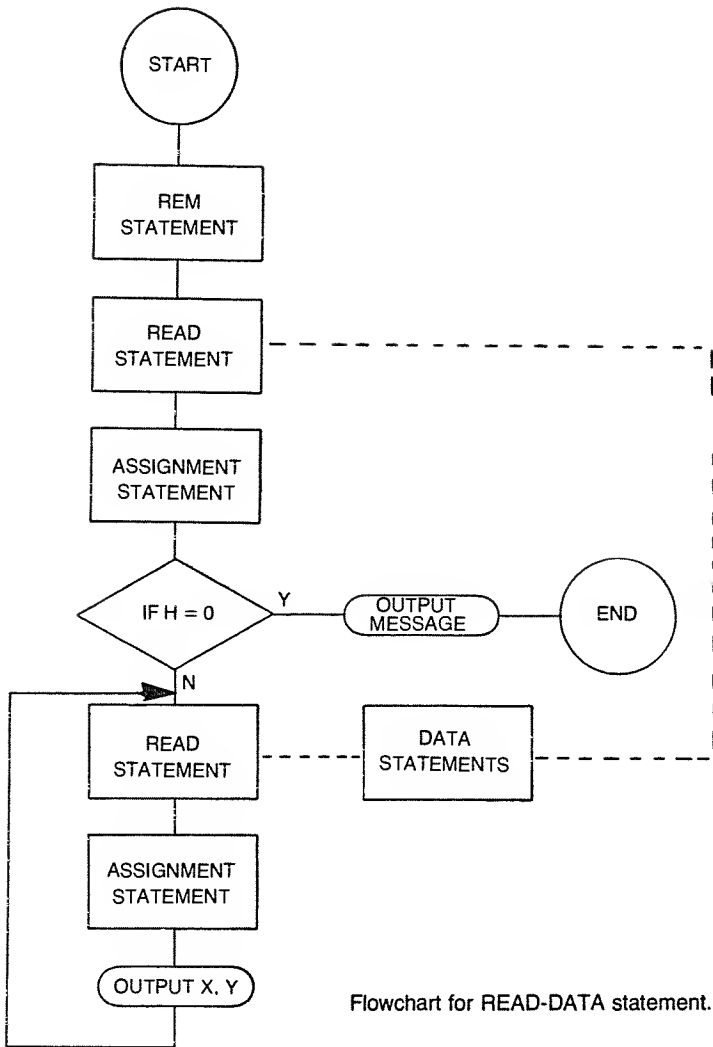 START
REM
STATEMENT
READ
STATEMENT
ASSIGNMENT
STATEMENT
IF H = 0
Y
OUTPUT
MESSAGE
END
N
READ
STATEMENT
DATA
STATEMENTS
ASSIGNMENT
STATEMENT
OUTPUT X, Y
Flowchart for READ-DATA statement.